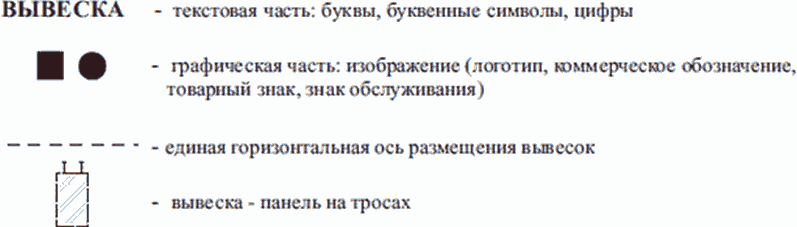 ВЫВЕСКА - текстовая часть: буквы, буквенные символы, цифры
- графическая часть: изображение (логотип, коммерческое обозначение,
товарный знак, знак обслуживания)
- единая горизонтальная ось размещения вывесок
- вывеска - панель на тросах